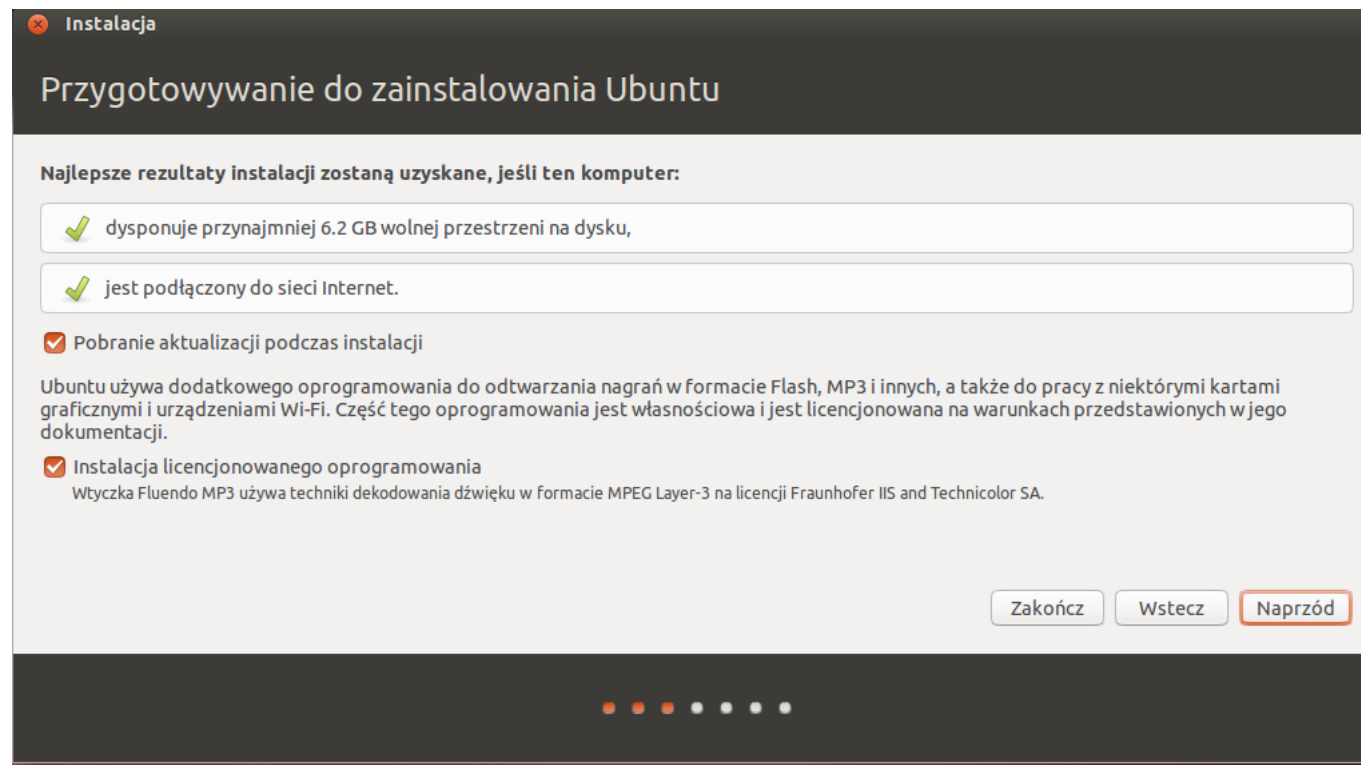 Instalacja
Przygotowywanie do zainstalowania Ubuntu
Najlepsze rezultaty instalacji zostaną uzyskane, jeśli ten komputer:
dysponuje przynajmniej 6.2 GB wolnej przestrzeni na dysku,
jest podłączony do sieci Internet.
Pobranie aktualizacji podczas instalacji
Ubuntu używa dodatkowego oprogramowania do odtwarzania nagrań w formacie Flash, MP3 i innych, a także do pracy z niektórymi kartami
graficznymi i urządzeniami Wi-Fi. Część tego oprogramowania jest własnościowa i jest licencjonowana na warunkach przedstawionych w jego
dokumentacji.
Instalacja licencjonowanego oprogramowania
Wtyczka Fluendo MP3 używa techniki dekodowania dźwięku w formacie MPEG Layer-3 na licencji Fraunhofer IIS and Technicolor SA.
Zakończ Wstecz Naprzód